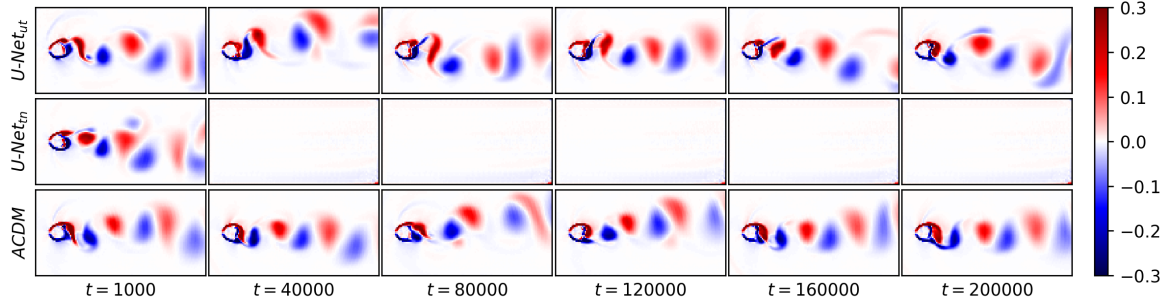 U-Net_ut
U-Net_tn
ACDM
t = 1000
t = 40000
t = 80000
t = 120000
t = 160000
t = 200000
0.3
0.2
0.1
0.0
−0.1
−0.2
−0.3